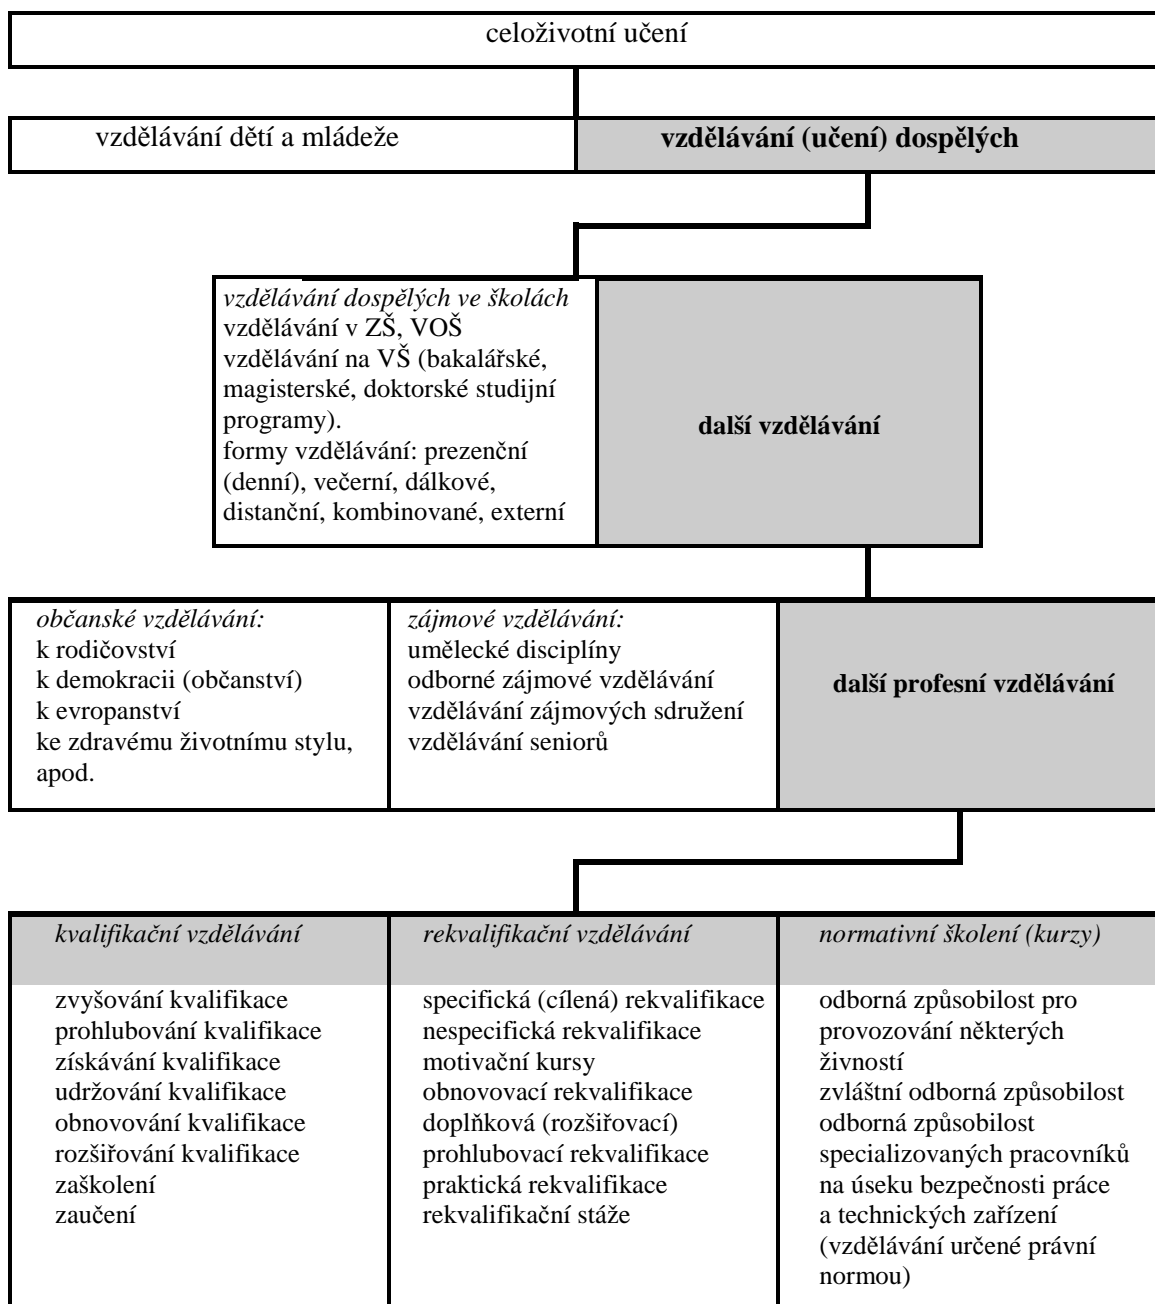 celoživotní učení
vzdělávání dětí a mládeže
vzdělávání (učení) dospělých
vzdělávání dospělých ve školách
vzdělávání v ZŠ, VOŠ
vzdělávání na VŠ (bakalářské,
magisterské, doktorské studijní
programy).
formy vzdělávání: prezenční
(denní), večerní, dálkové,
distanční, kombinované, externí
další vzdělávání
občanské vzdělávání:
k rodičovství
k demokracii (občanství)
k evropanství
ke zdravému životnímu stylu,
apod.
zájmové vzdělávání:
umělecké disciplíny
odborné zájmové vzdělávání
vzdělávání zájmových sdružení
vzdělávání seniorů
další profesní vzdělávání
kvalifikační vzdělávání
zvyšování kvalifikace
prohlubování kvalifikace
získávání kvalifikace
udržování kvalifikace
obnovování kvalifikace
rozšiřování kvalifikace
zaškolení
zaučení
rekvalifikační vzdělávání
specifická (cílená) rekvalifikace
nespecifická rekvalifikace
motivační kursy
obnovovací rekvalifikace
doplňková (rozšiřovací)
prohlubovací rekvalifikace
praktická rekvalifikace
rekvalifikační stáže
normativní školení (kurzy)
odborná způsobilost pro
provozování některých
živností
zvláštní odborná způsobilost
odborná způsobilost
specializovaných pracovníků
na úseku bezpečnosti práce
a technických zařízení
(vzdělávání určené právní
normou)